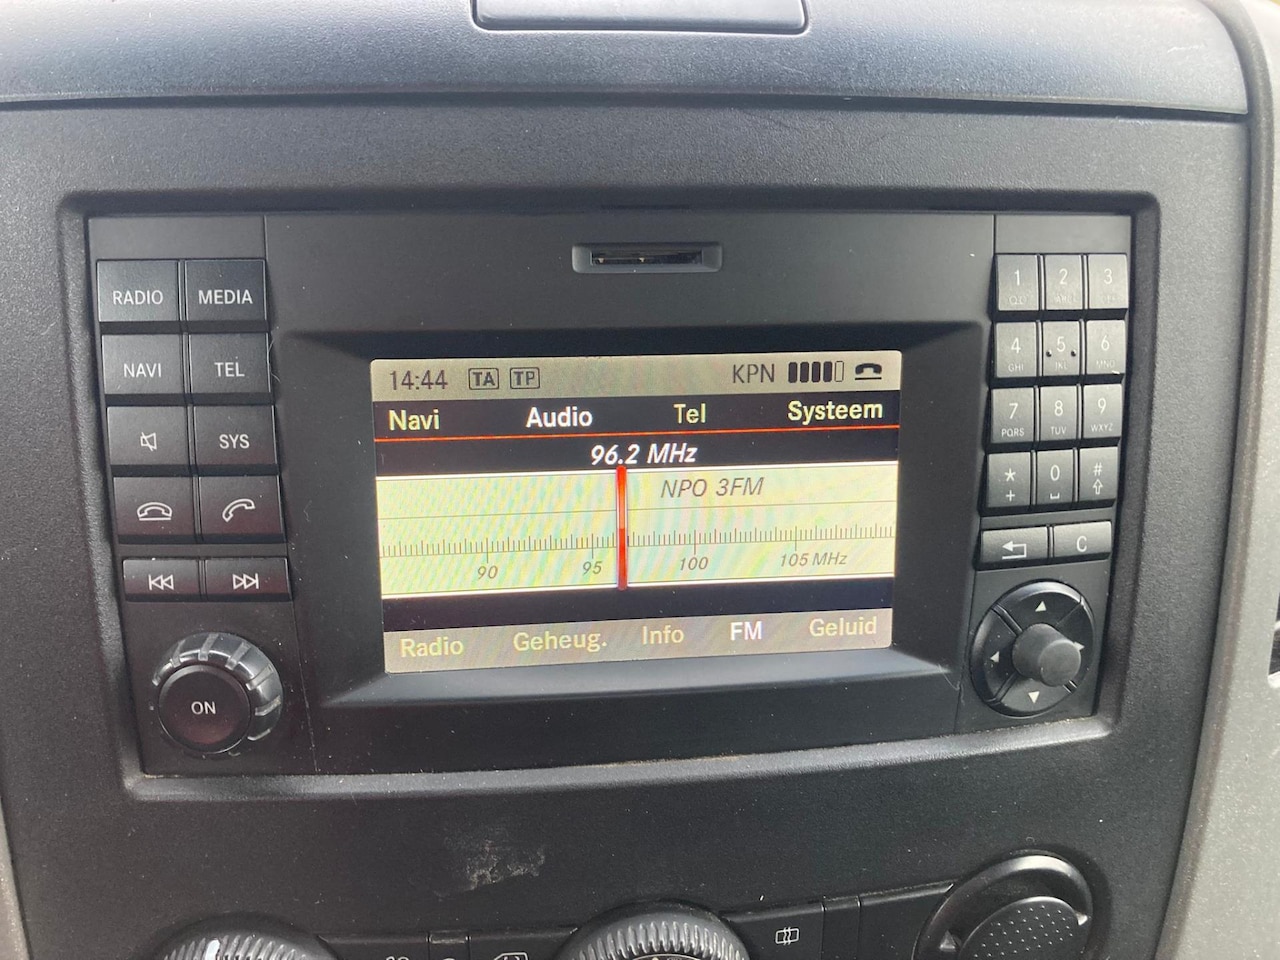 RADIO MEDIA
NAVI TEL
SYS
ON
14:44 TA TP KPN
Navi Audio Tel Systeem
96.2 MHz
NPO 3FM
90 95 100 105 MHz
Radio Geheug. Info FM Geluid
1 2 3
4 GHI 5 6 MNO
7 PQRS 8 TUV 9 WXYZ
* + 0 #
C